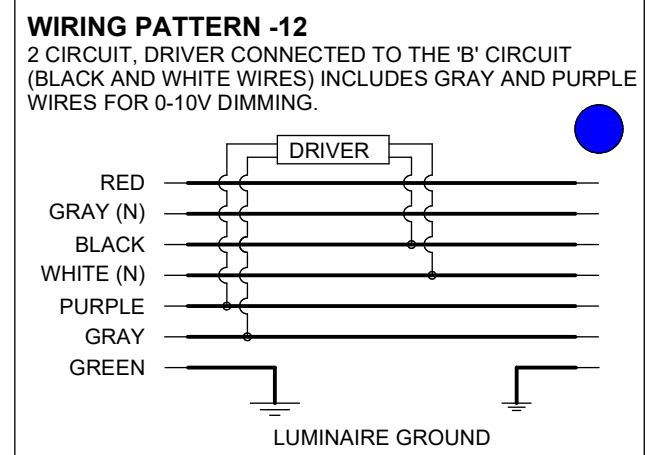 WIRING PATTERN -12
2 CIRCUIT, DRIVER CONNECTED TO THE 'B' CIRCUIT
(BLACK AND WHITE WIRES) INCLUDES GRAY AND PURPLE
WIRES FOR 0-10V DIMMING.
DRIVER
RED
GRAY (N)
BLACK
WHITE (N)
PURPLE
GRAY
GREEN
LUMINAIRE GROUND